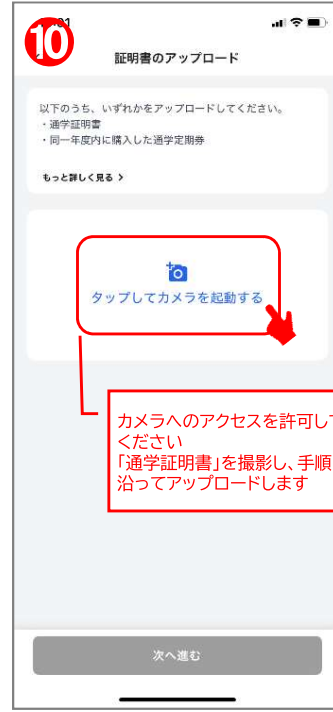 ⑩
証明書のアップロード
以下のうち、いずれかをアップロードしてください。
・通学証明書
・同一年度内に購入した通学定期券
もっと詳しく見る >
タップしてカメラを起動する
カメラへのアクセスを許可して
ください
「通学証明書」を撮影し、手順
沿ってアップロードします
次へ進む